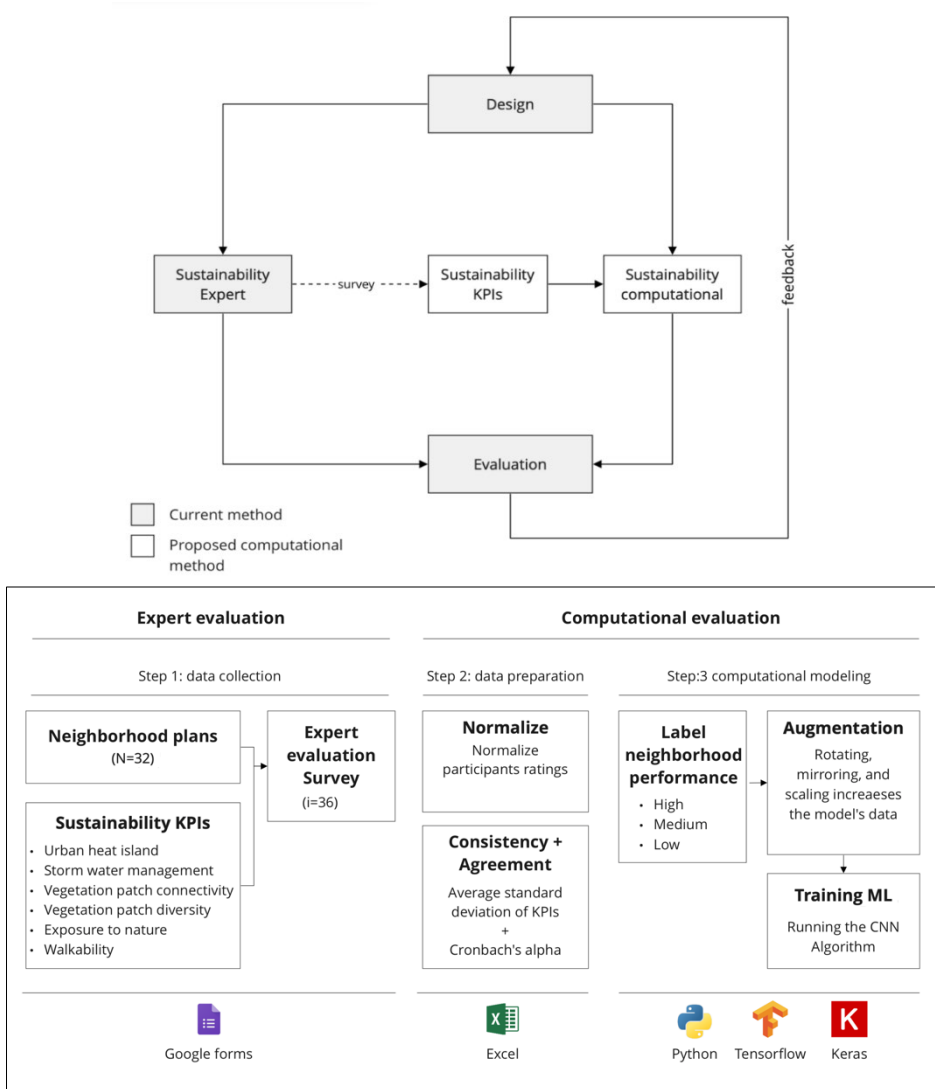 Design
Sustainability
Expert
survey
Sustainability
KPIs
Sustainability
computational
feedback
Evaluation
Current method
Proposed computational
method
Expert evaluation
Computational evaluation
Step 1: data collection
Step 2: data preparation
Step:3 computational modeling
Neighborhood plans
(N=32)
Sustainability KPIs
• Urban heat island
• Storm water management
• Vegetation patch connectivity
• Vegetation patch diversity
• Exposure to nature
• Walkability
Expert
evaluation
Survey
(i=36)
Normalize
Normalize
participants ratings
Consistency +
Agreement
Average standard
deviation of KPIs
+
Cronbach's alpha
Label
neighborhood
performance
• High
• Medium
• Low
Augmentation
Rotating,
mirroring, and
scaling increaeses
the model's data
Training ML
Running the CNN
Algorithm
Google forms
X
Excel
Python
Tensorflow
K
Keras